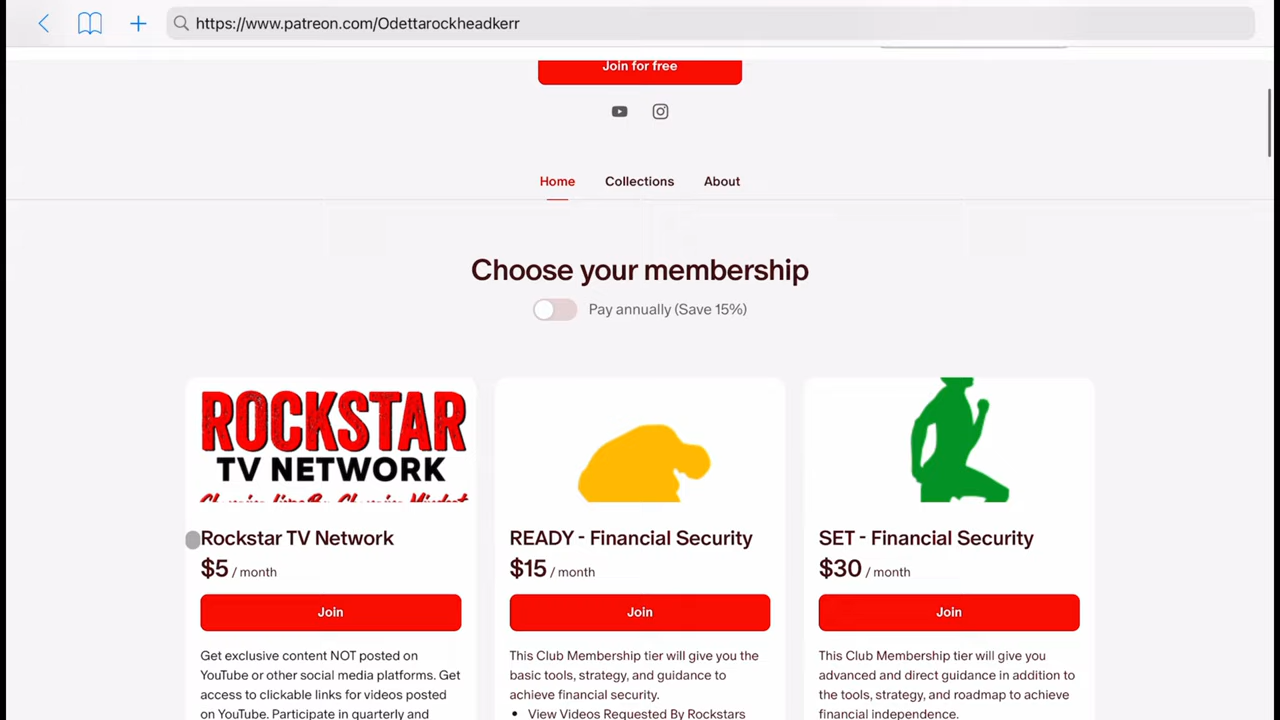 https://www.patreon.com/Odettarockheadkerr
Join for free
Home Collections About
Choose your membership
Pay annually (Save 15%)
ROCKSTAR
TV NETWORK
Changing Lives By Changing Mindset
Rockstar TV Network
$5 / month
Join
Get exclusive content NOT posted on
YouTube or other social media platforms. Get
access to clickable links for videos posted
on YouTube. Participate in quarterly and
READY - Financial Security
$15 / month
Join
This Club Membership tier will give you the
basic tools, strategy, and guidance to
achieve financial security.
• View Videos Requested By Rockstars
SET - Financial Security
$30 / month
Join
This Club Membership tier will give you
advanced and direct guidance in addition to
the tools, strategy, and roadmap to achieve
financial independence.